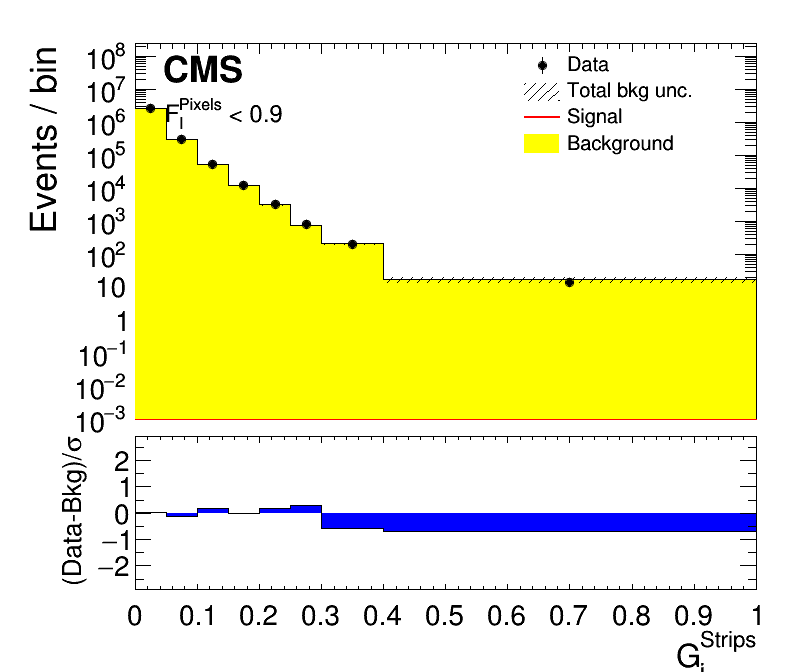 CMS
F_i^Pixels < 0.9
Data
Total bkg unc.
Signal
Background
Events / bin
10^8
10^7
10^6
10^5
10^4
10^3
10^2
10
1
10^−1
10^−2
10^−3
(Data-Bkg)/σ
2
1
0
−1
−2
0 0.1 0.2 0.3 0.4 0.5 0.6 0.7 0.8 0.9 1
G_i^Strips